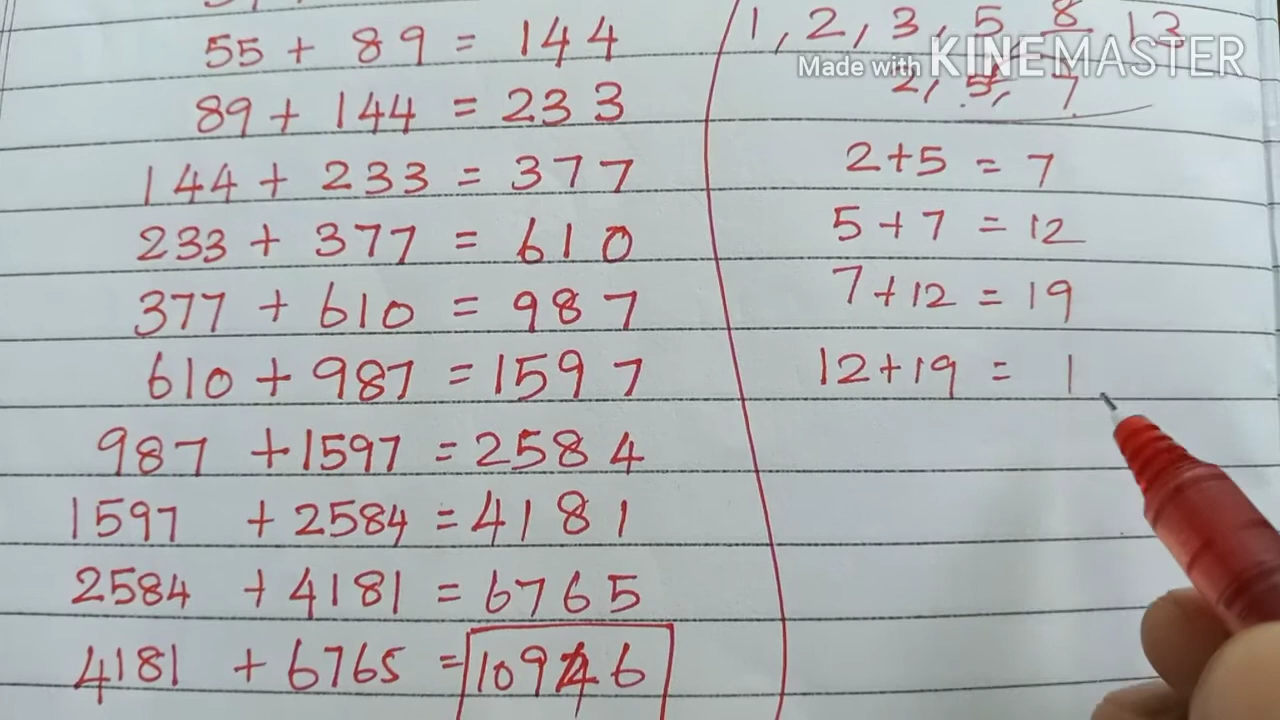 55 + 89 = 144
89 + 144 = 233
144 + 233 = 377
233 + 377 = 610
377 + 610 = 987
610 + 987 = 1597
987 + 1597 = 2584
1597 + 2584 = 4181
2584 + 4181 = 6765
4181 + 6765 = 10946
1, 2, 3, 5, 8 13
Made with KINEMASTER
2, 5, 7
2+5 = 7
5+7 = 12
7+12 = 19
12+19 = 1